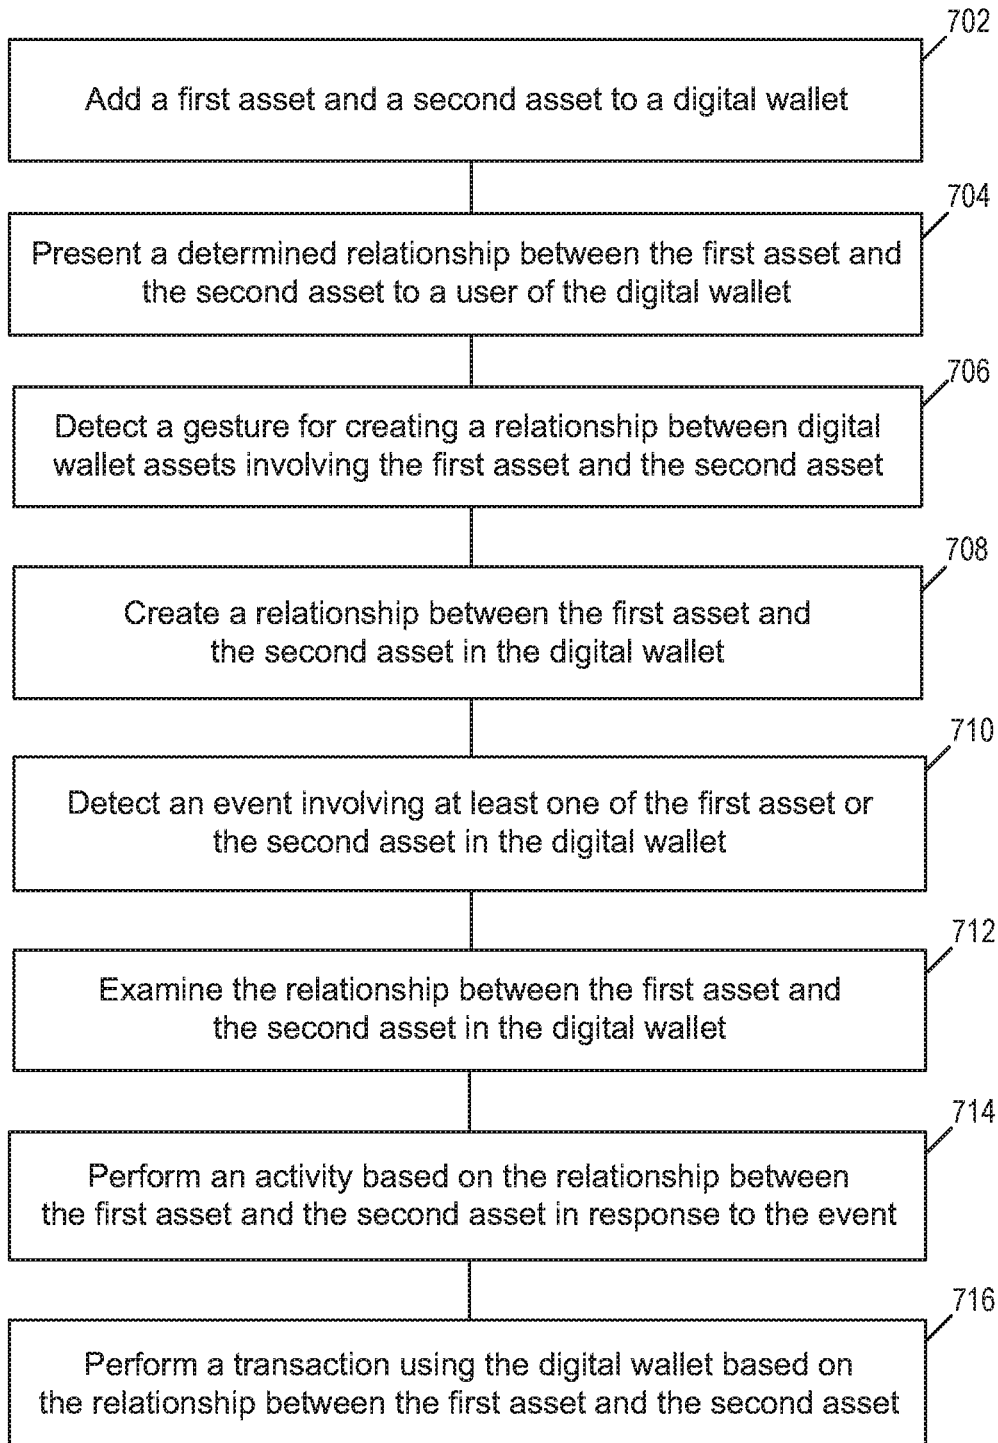 702
Add a first asset and a second asset to a digital wallet
704
Present a determined relationship between the first asset and
the second asset to a user of the digital wallet
706
Detect a gesture for creating a relationship between digital
wallet assets involving the first asset and the second asset
708
Create a relationship between the first asset and
the second asset in the digital wallet
710
Detect an event involving at least one of the first asset or
the second asset in the digital wallet
712
Examine the relationship between the first asset and
the second asset in the digital wallet
714
Perform an activity based on the relationship between
the first asset and the second asset in response to the event
716
Perform a transaction using the digital wallet based on
the relationship between the first asset and the second asset